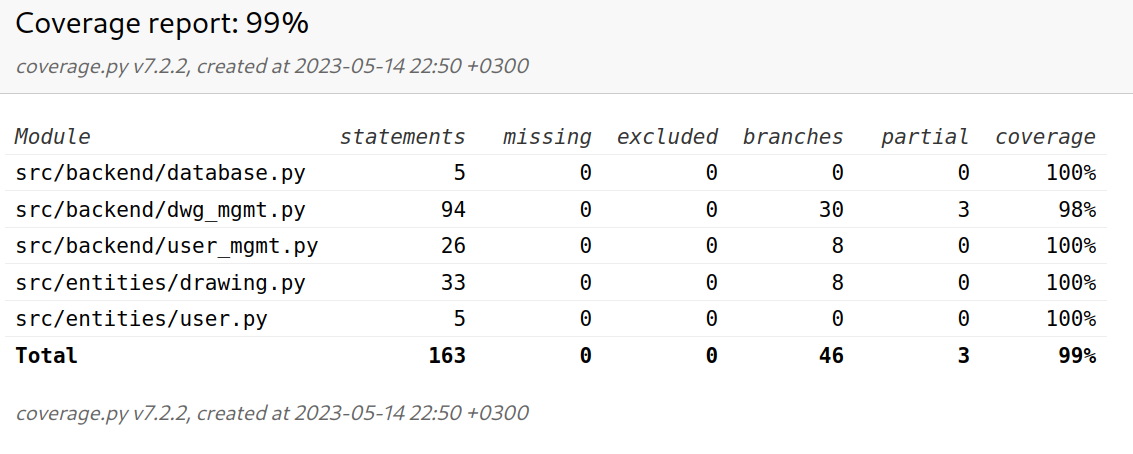 Coverage report: 99%
coverage.py v7.2.2, created at 2023-05-14 22:50 +0300
Module statements missing excluded branches partial coverage
src/backend/database.py 5 0 0 0 0 100%
src/backend/dwg_mgmt.py 94 0 0 30 3 98%
src/backend/user_mgmt.py 26 0 0 8 0 100%
src/entities/drawing.py 33 0 0 8 0 100%
src/entities/user.py 5 0 0 0 0 100%
Total 163 0 0 46 3 99%
coverage.py v7.2.2, created at 2023-05-14 22:50 +0300